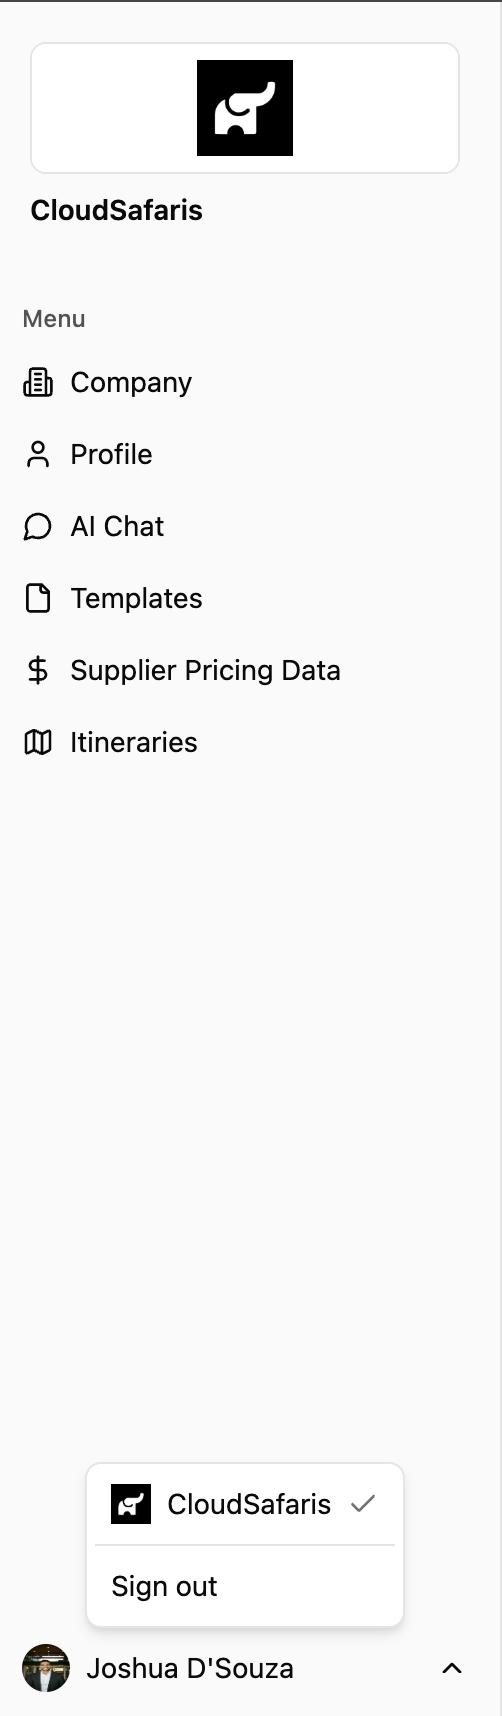 CloudSafaris
Menu
Company
Profile
AI Chat
Templates
Supplier Pricing Data
Itineraries
CloudSafaris
Sign out
Joshua D'Souza